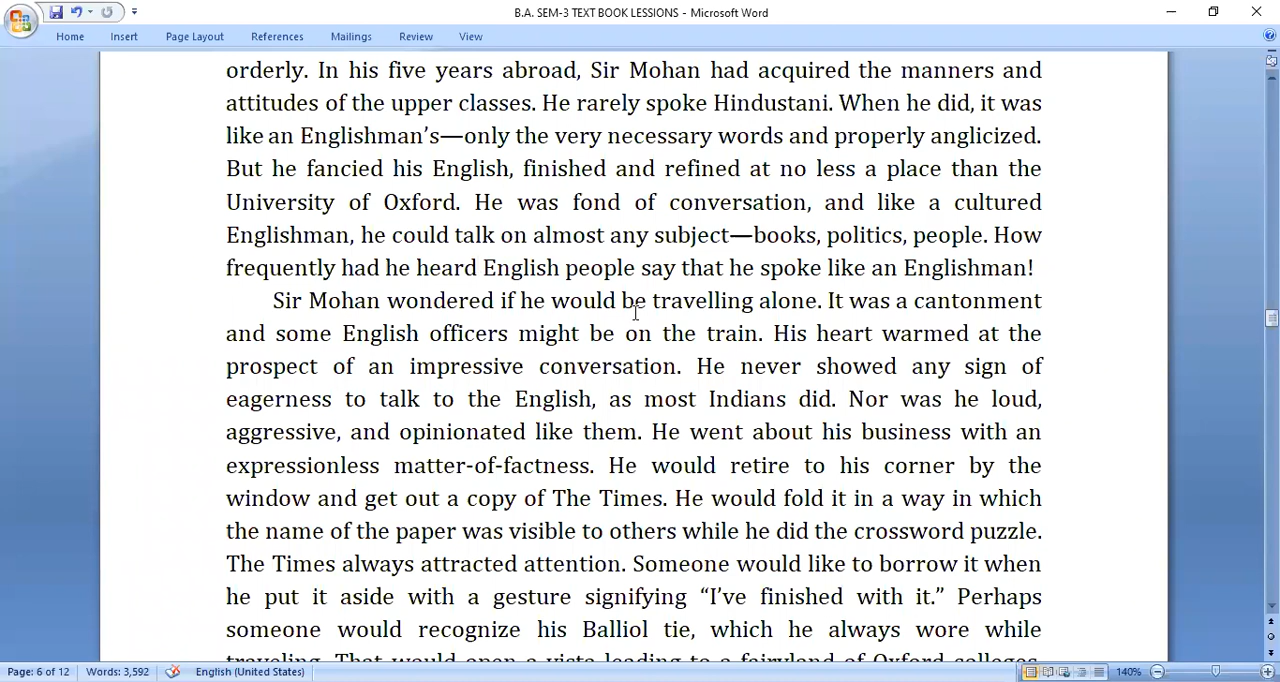 B.A. SEM-3 TEXT BOOK LESSIONS - Microsoft Word
Home Insert Page Layout References Mailings Review View
orderly. In his five years abroad, Sir Mohan had acquired the manners and
attitudes of the upper classes. He rarely spoke Hindustani. When he did, it was
like an Englishman’s—only the very necessary words and properly anglicized.
But he fancied his English, finished and refined at no less a place than the
University of Oxford. He was fond of conversation, and like a cultured
Englishman, he could talk on almost any subject—books, politics, people. How
frequently had he heard English people say that he spoke like an Englishman!
Sir Mohan wondered if he would be travelling alone. It was a cantonment
and some English officers might be on the train. His heart warmed at the
prospect of an impressive conversation. He never showed any sign of
eagerness to talk to the English, as most Indians did. Nor was he loud,
aggressive, and opinionated like them. He went about his business with an
expressionless matter-of-factness. He would retire to his corner by the
window and get out a copy of The Times. He would fold it in a way in which
the name of the paper was visible to others while he did the crossword puzzle.
The Times always attracted attention. Someone would like to borrow it when
he put it aside with a gesture signifying “I’ve finished with it.” Perhaps
someone would recognize his Balliol tie, which he always wore while
traveling. That would open a vista leading to a fairyland of Oxford colleges,
Page: 6 of 12 Words: 3,592 English (United States) 140%